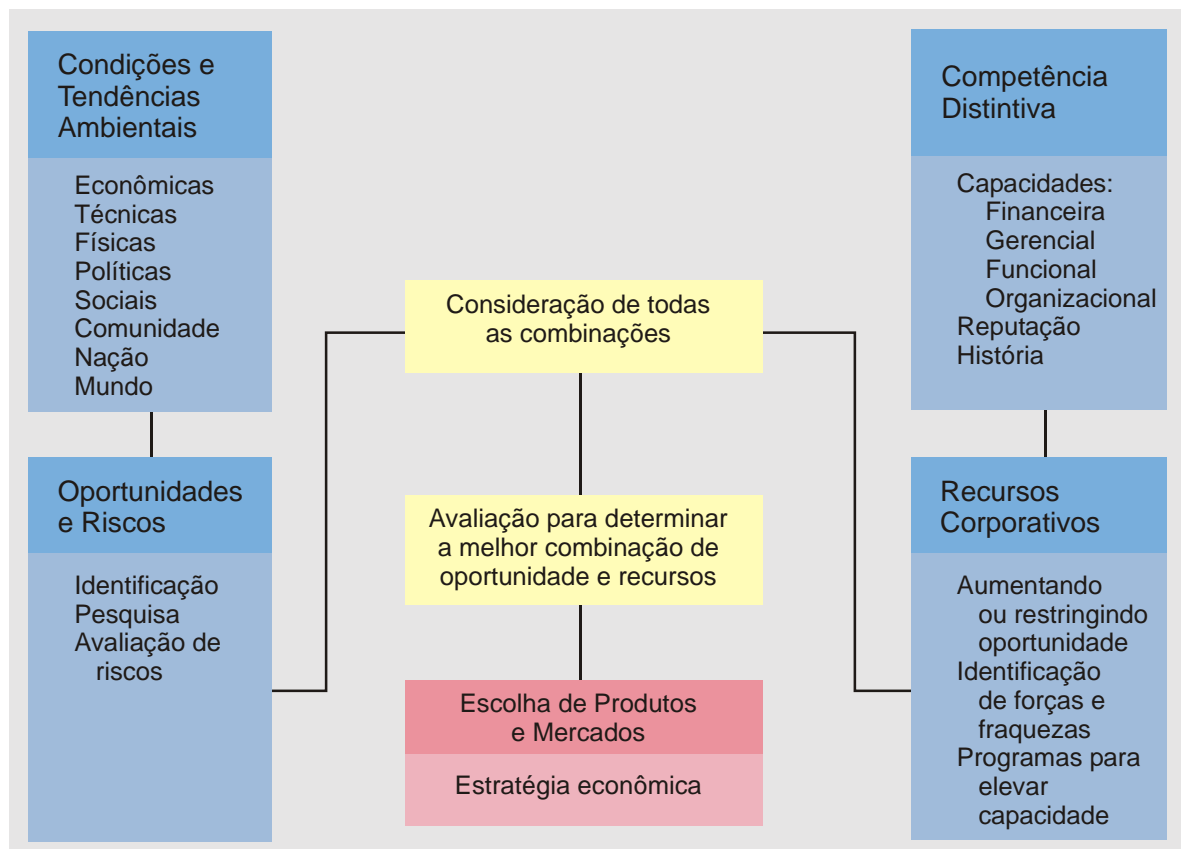 Condições e
Tendências
Ambientais
Econômicas
Técnicas
Físicas
Políticas
Sociais
Comunidade
Nação
Mundo
Oportunidades
e Riscos
Identificação
Pesquisa
Avaliação de
riscos
Consideração de todas
as combinações
Avaliação para determinar
a melhor combinação de
oportunidade e recursos
Escolha de Produtos
e Mercados
Estratégia econômica
Competência
Distintiva
Capacidades:
Financeira
Gerencial
Funcional
Organizacional
Reputação
História
Recursos
Corporativos
Aumentando
ou restringindo
oportunidade
Identificação
de forças e
fraquezas
Programas para
elevar
capacidade